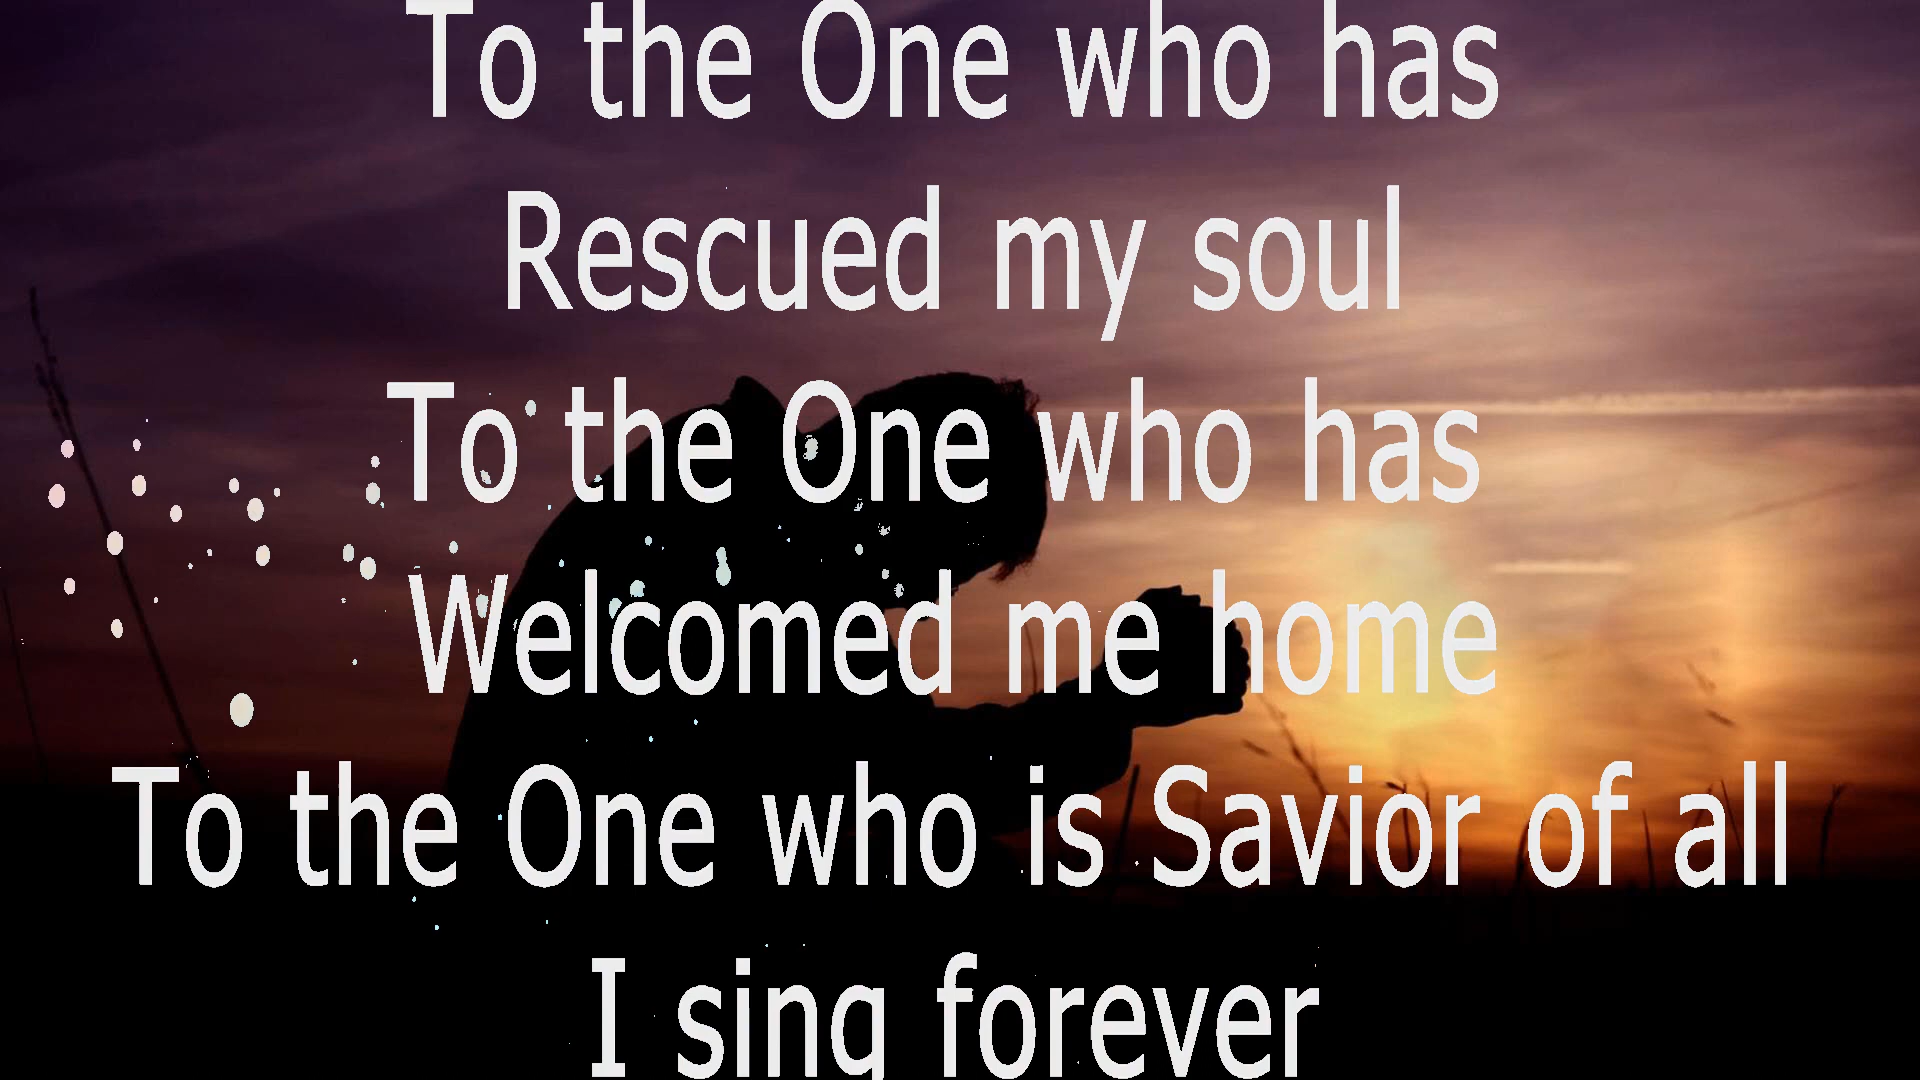 To the One who has
Rescued my soul
To the One who has
Welcomed me home
To the One who is Savior of all
I sing forever